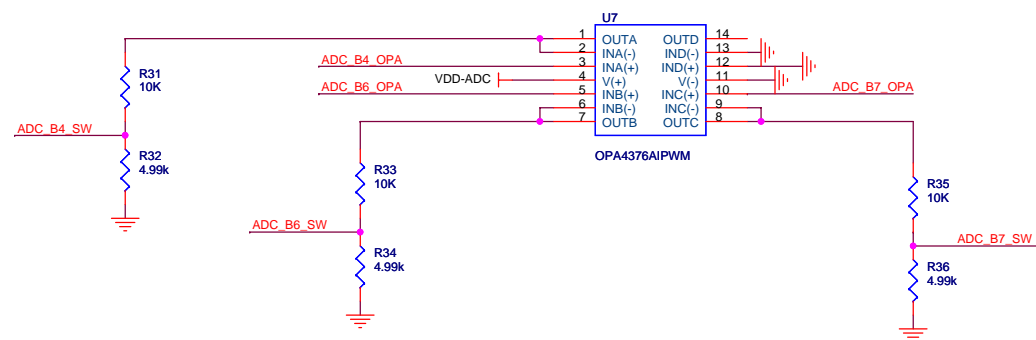 U7
1 OUTA OUTD 14
2 INA(-) IND(-) 13
ADC_B4_OPA 3 INA(+) IND(+) 12
VDD-ADC 4 V(+) V(-) 11
ADC_B6_OPA 5 INB(+) INC(+) 10 ADC_B7_OPA
6 INB(-) INC(-) 9
7 OUTB OUTC 8
OPA4376AIPWM
R31
10K
ADC_B4_SW
R32
4.99k
R33
10K
ADC_B6_SW
R34
4.99k
R35
10K
ADC_B7_SW
R36
4.99k